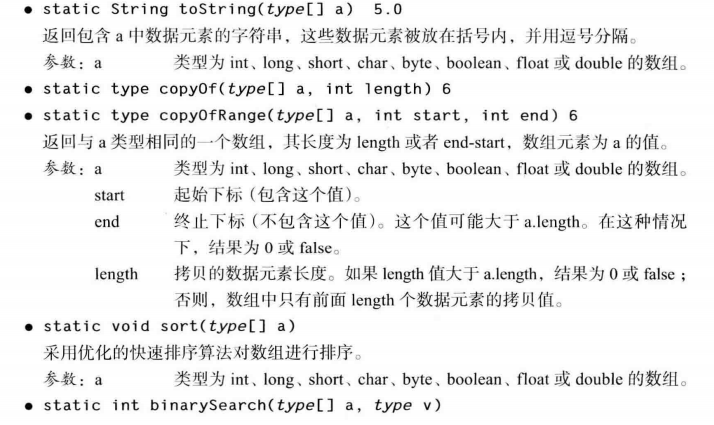 ● static String toString(type[] a) 5.0
返回包含 a 中数据元素的字符串，这些数据元素被放在括号内，并用逗号分隔。
参数：a 类型为 int、long、short、char、byte、boolean、float 或 double 的数组。
● static type copyOf(type[] a, int length) 6
● static type copyOfRange(type[] a, int start, int end) 6
返回与 a 类型相同的一个数组，其长度为 length 或者 end-start，数组元素为 a 的值。
参数：a 类型为 int、long、short、char、byte、boolean、float 或 double 的数组。
start 起始下标（包含这个值）。
end 终止下标（不包含这个值）。这个值可能大于 a.length。在这种情况
下，结果为 0 或 false。
length 拷贝的数据元素长度。如果 length 值大于 a.length，结果为 0 或 false；
否则，数组中只有前面 length 个数据元素的拷贝值。
● static void sort(type[] a)
采用优化的快速排序算法对数组进行排序。
参数：a 类型为 int、long、short、char、byte、boolean、float 或 double 的数组。
● static int binarySearch(type[] a, type v)